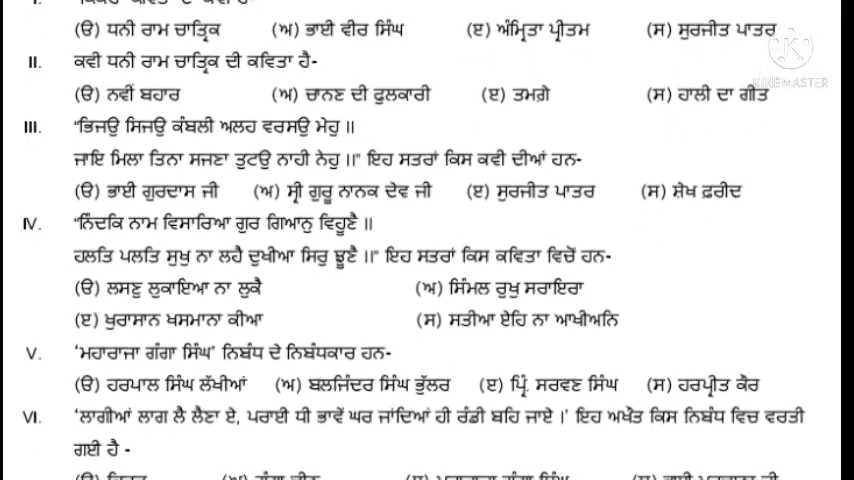 (ੳ) ਧਨੀ ਰਾਮ ਚਾਤ੍ਰਿਕ (ਅ) ਭਾਈ ਵੀਰ ਸਿੰਘ (ੲ) ਅੰਮ੍ਰਿਤਾ ਪ੍ਰੀਤਮ (ਸ) ਸੁਰਜੀਤ ਪਾਤਰ
KINEMASTER
II. ਕਵੀ ਧਨੀ ਰਾਮ ਚਾਤ੍ਰਿਕ ਦੀ ਕਵਿਤਾ ਹੈ-
(ੳ) ਨਵੀਂ ਬਹਾਰ (ਅ) ਚਾਨਣ ਦੀ ਫੁਲਕਾਰੀ (ੲ) ਤਮਗ਼ੇ (ਸ) ਹਾਲੀ ਦਾ ਗੀਤ
III. “ਭਿਜਉ ਸਿਜਉ ਕੰਬਲੀ ਅਲਹ ਵਰਸਉ ਮੇਹੁ ॥
ਜਾਇ ਮਿਲਾ ਤਿਨਾ ਸਜਣਾ ਤੁਟਉ ਨਾਹੀ ਨੇਹੁ ॥” ਇਹ ਸਤਰਾਂ ਕਿਸ ਕਵੀ ਦੀਆਂ ਹਨ-
(ੳ) ਭਾਈ ਗੁਰਦਾਸ ਜੀ (ਅ) ਸ੍ਰੀ ਗੁਰੂ ਨਾਨਕ ਦੇਵ ਜੀ (ੲ) ਸੁਰਜੀਤ ਪਾਤਰ (ਸ) ਸ਼ੇਖ ਫ਼ਰੀਦ
IV. “ਨਿੰਦਕਿ ਨਾਮ ਵਿਸਾਰਿਆ ਗੁਰ ਗਿਆਨੁ ਵਿਹੂਣੈ ॥
ਹਲਤਿ ਪਲਤਿ ਸੁਖੁ ਨਾ ਲਹੈ ਦੁਖੀਆ ਸਿਰੁ ਝੂਣੈ ॥” ਇਹ ਸਤਰਾਂ ਕਿਸ ਕਵਿਤਾ ਵਿਚੋਂ ਹਨ-
(ੳ) ਲਸਣੁ ਲੁਕਾਇਆ ਨਾ ਲੁਕੈ (ਅ) ਸਿੰਮਲ ਰੁਖੁ ਸਰਾਇਰਾ
(ੲ) ਖੁਰਾਸਾਨ ਖਸਮਾਨਾ ਕੀਆ (ਸ) ਸਤੀਆ ਏਹਿ ਨਾ ਆਖੀਅਨਿ
V. ‘ਮਹਾਰਾਜਾ ਗੰਗਾ ਸਿੰਘ’ ਨਿਬੰਧ ਦੇ ਨਿਬੰਧਕਾਰ ਹਨ-
(ੳ) ਹਰਪਾਲ ਸਿੰਘ ਲੱਖੀਆਂ (ਅ) ਬਲਜਿੰਦਰ ਸਿੰਘ ਭੁੱਲਰ (ੲ) ਪ੍ਰਿੰ. ਸਰਵਣ ਸਿੰਘ (ਸ) ਹਰਪ੍ਰੀਤ ਕੌਰ
VI. ‘ਲਾਗੀਆਂ ਲਾਗ ਲੈ ਲੈਣਾ ਏ, ਪਰਾਈ ਧੀ ਭਾਵੇਂ ਘਰ ਜਾਂਦਿਆਂ ਹੀ ਰੰਡੀ ਬਹਿ ਜਾਏ।’ ਇਹ ਅਖੌਤ ਕਿਸ ਨਿਬੰਧ ਵਿਚ ਵਰਤੀ
ਗਈ ਹੈ -